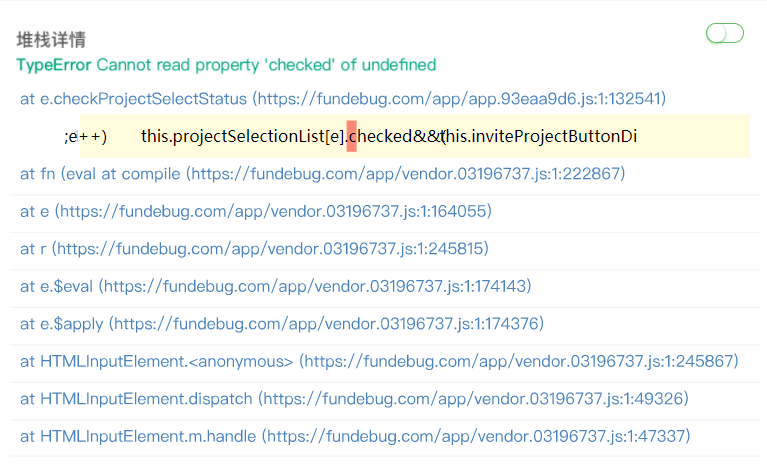 堆栈详情
TypeError Cannot read property 'checked' of undefined
at e.checkProjectSelectStatus (https://fundebug.com/app/app.93eaa9d6.js:1:132541)
;e++) this.projectSelectionList[e].checked&&(this.inviteProjectButtonDi
at fn (eval at compile (https://fundebug.com/app/vendor.03196737.js:1:222867)
at e (https://fundebug.com/app/vendor.03196737.js:1:164055)
at r (https://fundebug.com/app/vendor.03196737.js:1:245815)
at e.$eval (https://fundebug.com/app/vendor.03196737.js:1:174143)
at e.$apply (https://fundebug.com/app/vendor.03196737.js:1:174376)
at HTMLInputElement.<anonymous> (https://fundebug.com/app/vendor.03196737.js:1:245867)
at HTMLInputElement.dispatch (https://fundebug.com/app/vendor.03196737.js:1:49326)
at HTMLInputElement.m.handle (https://fundebug.com/app/vendor.03196737.js:1:47337)